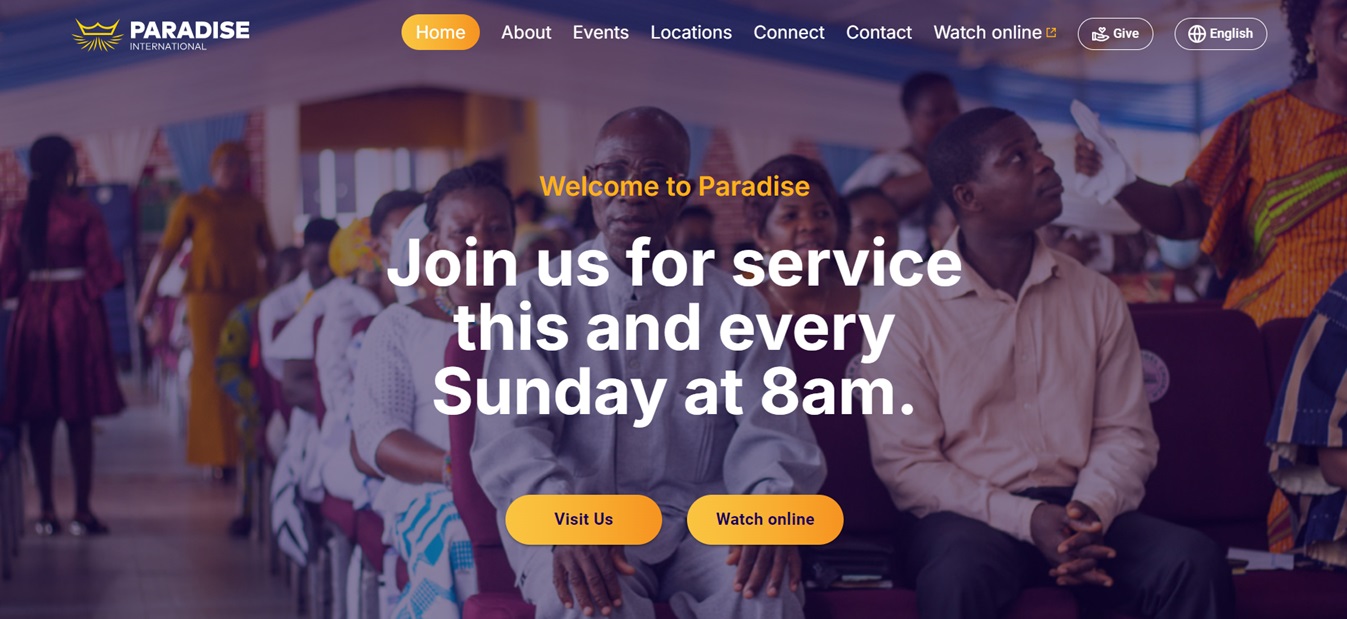 PARADISE
INTERNATIONAL
Home About Events Locations Connect Contact Watch online Give English
Welcome to Paradise
Join us for service
this and every
Sunday at 8am.
Visit Us Watch online